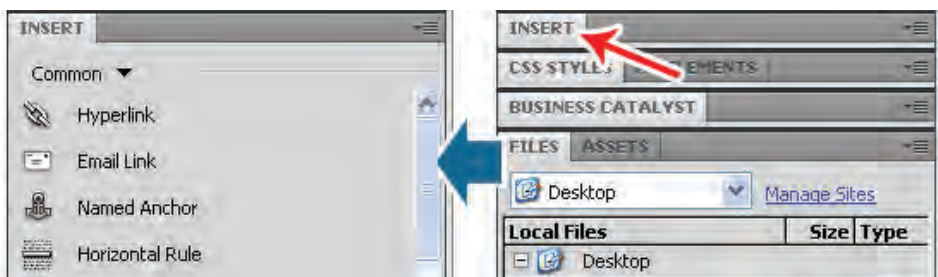 INSERT
Common
Hyperlink
Email Link
Named Anchor
Horizontal Rule
INSERT
CSS STYLES
BUSINESS CATALYST
FILES ASSETS
Desktop Manage Sites
Local Files Size Type
Desktop